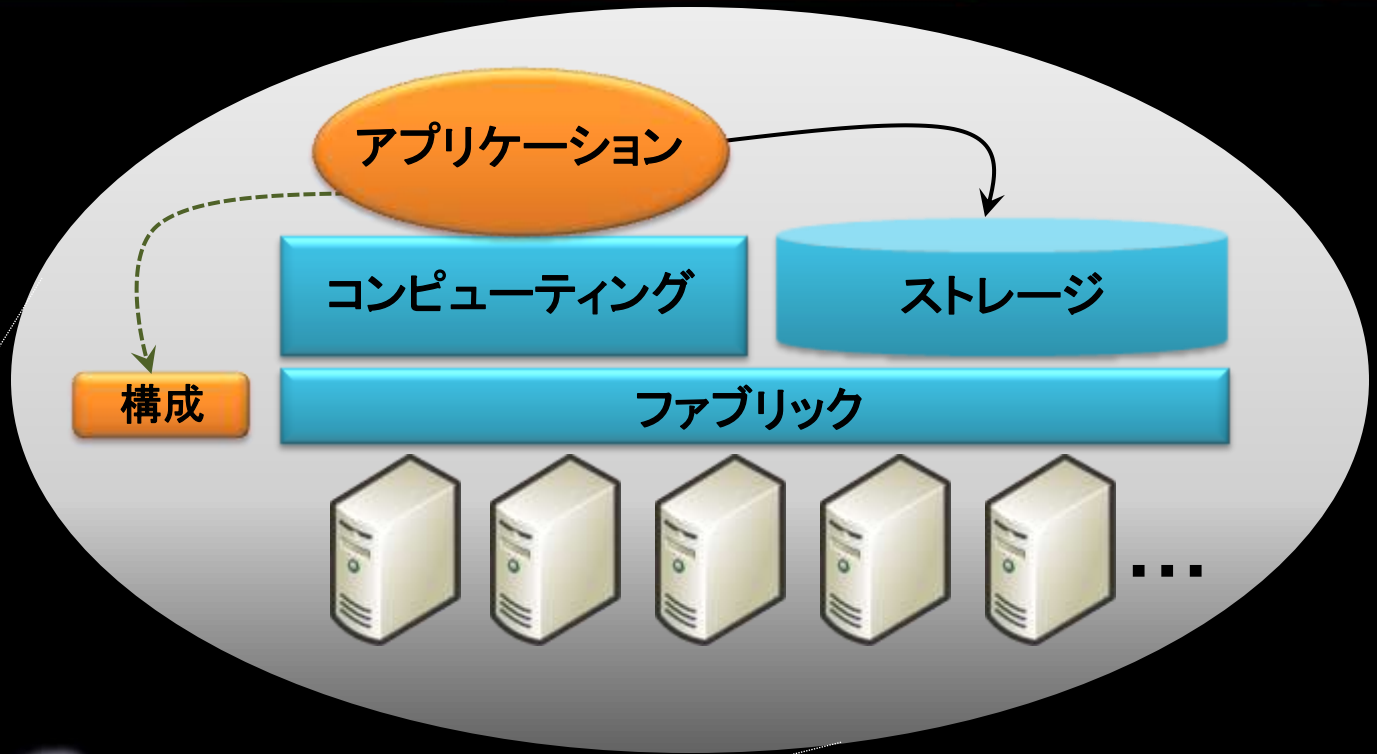 アプリケーション
コンピューティング
ストレージ
構成
ファブリック
...